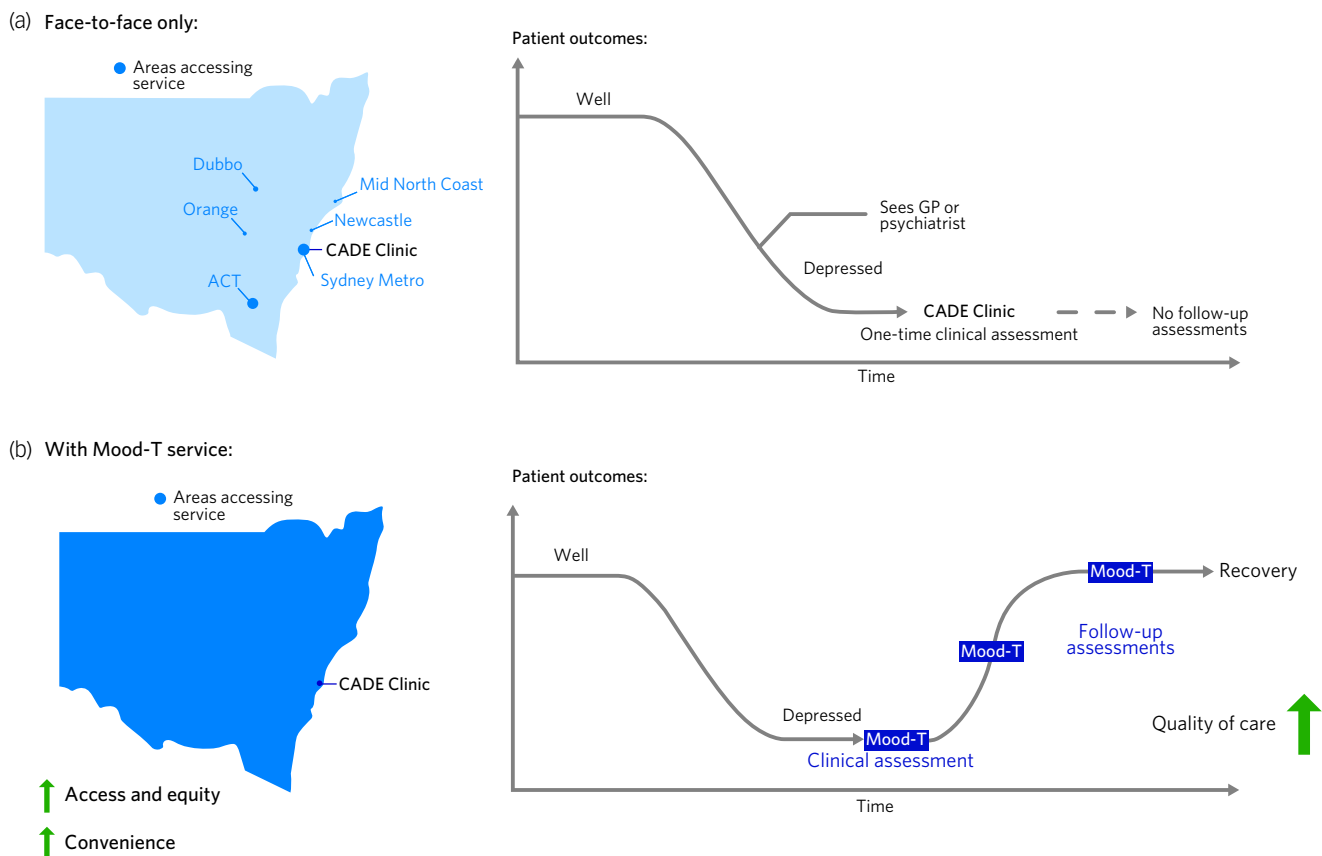 (a) Face-to-face only:
Areas accessing
service
Dubbo
Mid North Coast
Orange
Newcastle
CADE Clinic
ACT
Sydney Metro
Patient outcomes:
Well
Sees GP or
psychiatrist
Depressed
CADE Clinic
One-time clinical assessment
No follow-up
assessments
Time
(b) With Mood-T service:
Areas accessing
service
CADE Clinic
Access and equity
Convenience
Patient outcomes:
Well
Depressed
Mood-T
Clinical assessment
Mood-T
Mood-T
Recovery
Follow-up
assessments
Quality of care
Time